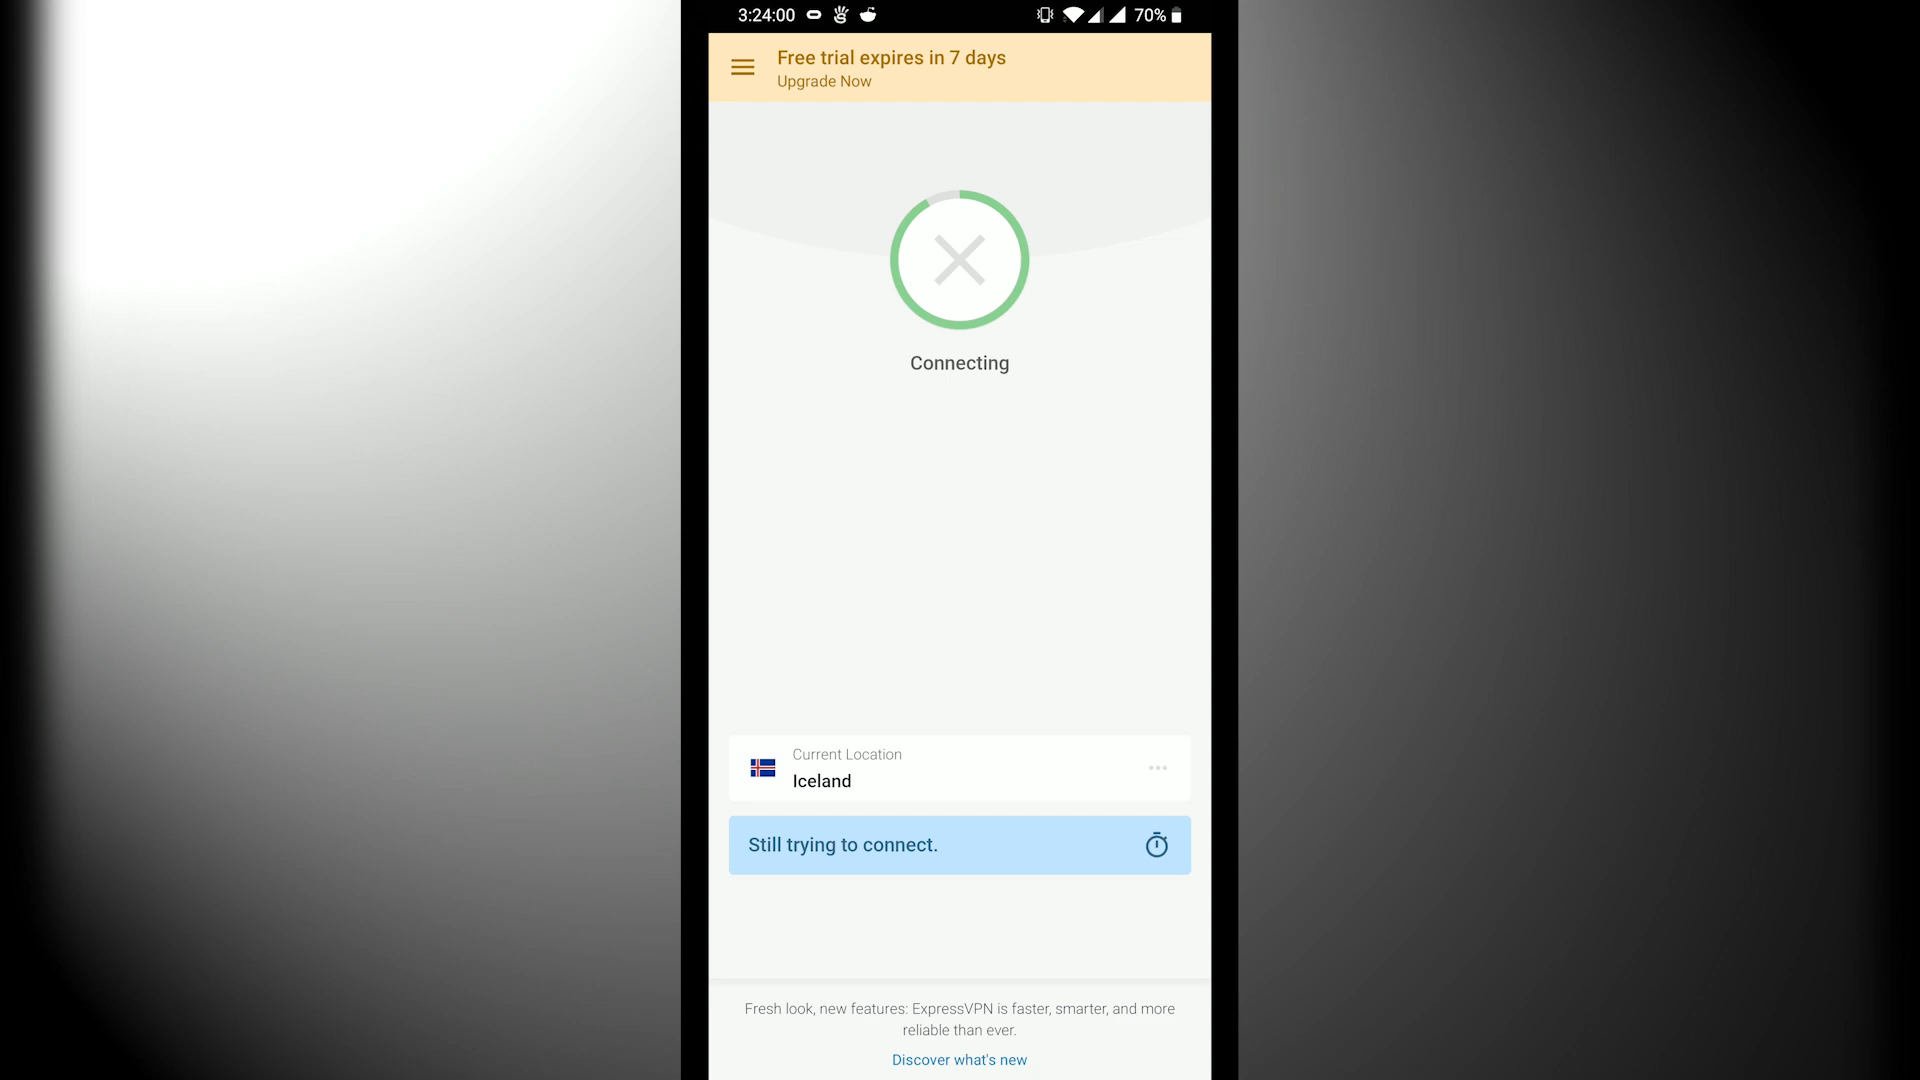 3:24:00
70%
Free trial expires in 7 days
Upgrade Now
Connecting
Current Location
Iceland
Still trying to connect.
Fresh look, new features: ExpressVPN is faster, smarter, and more
reliable than ever.
Discover what's new